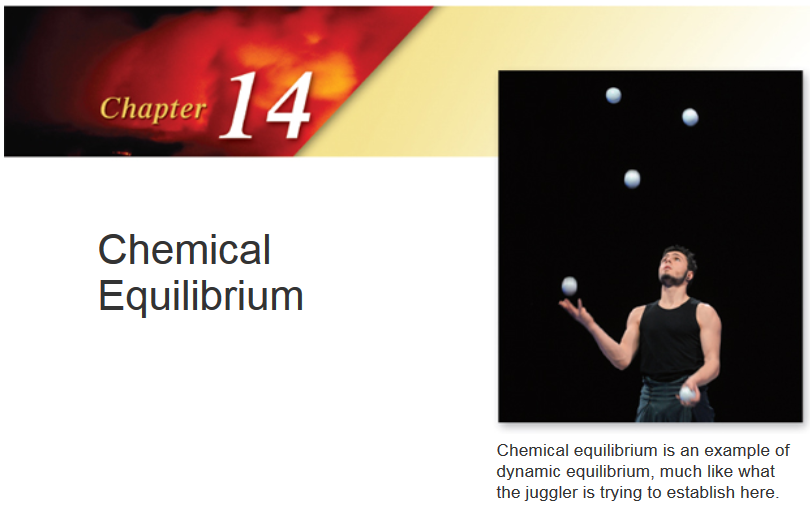 Chapter 14
Chemical
Equilibrium
Chemical equilibrium is an example of
dynamic equilibrium, much like what
the juggler is trying to establish here.